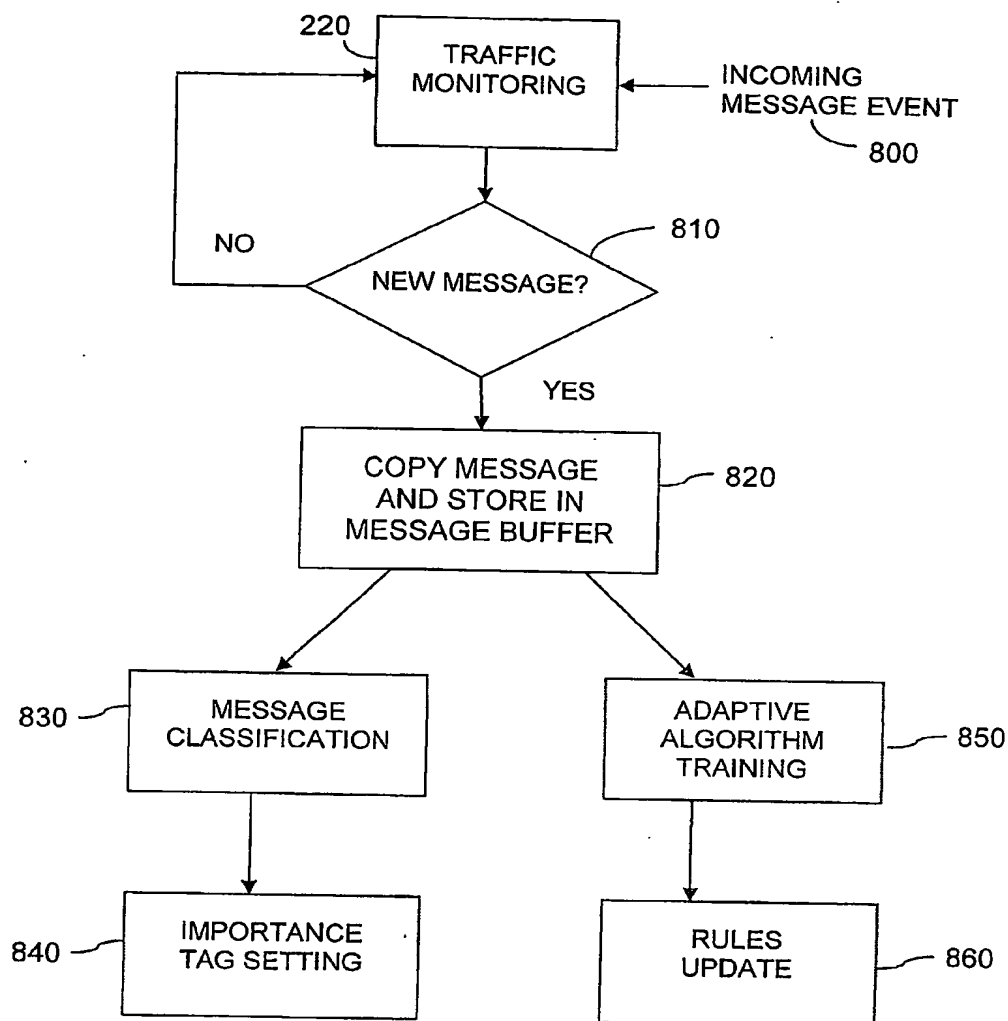 220
TRAFFIC
MONITORING
INCOMING
MESSAGE EVENT
800
810
NO
NEW MESSAGE?
YES
COPY MESSAGE
AND STORE IN
MESSAGE BUFFER
820
830
MESSAGE
CLASSIFICATION
ADAPTIVE
ALGORITHM
TRAINING
850
840
IMPORTANCE
TAG SETTING
RULES
UPDATE
860